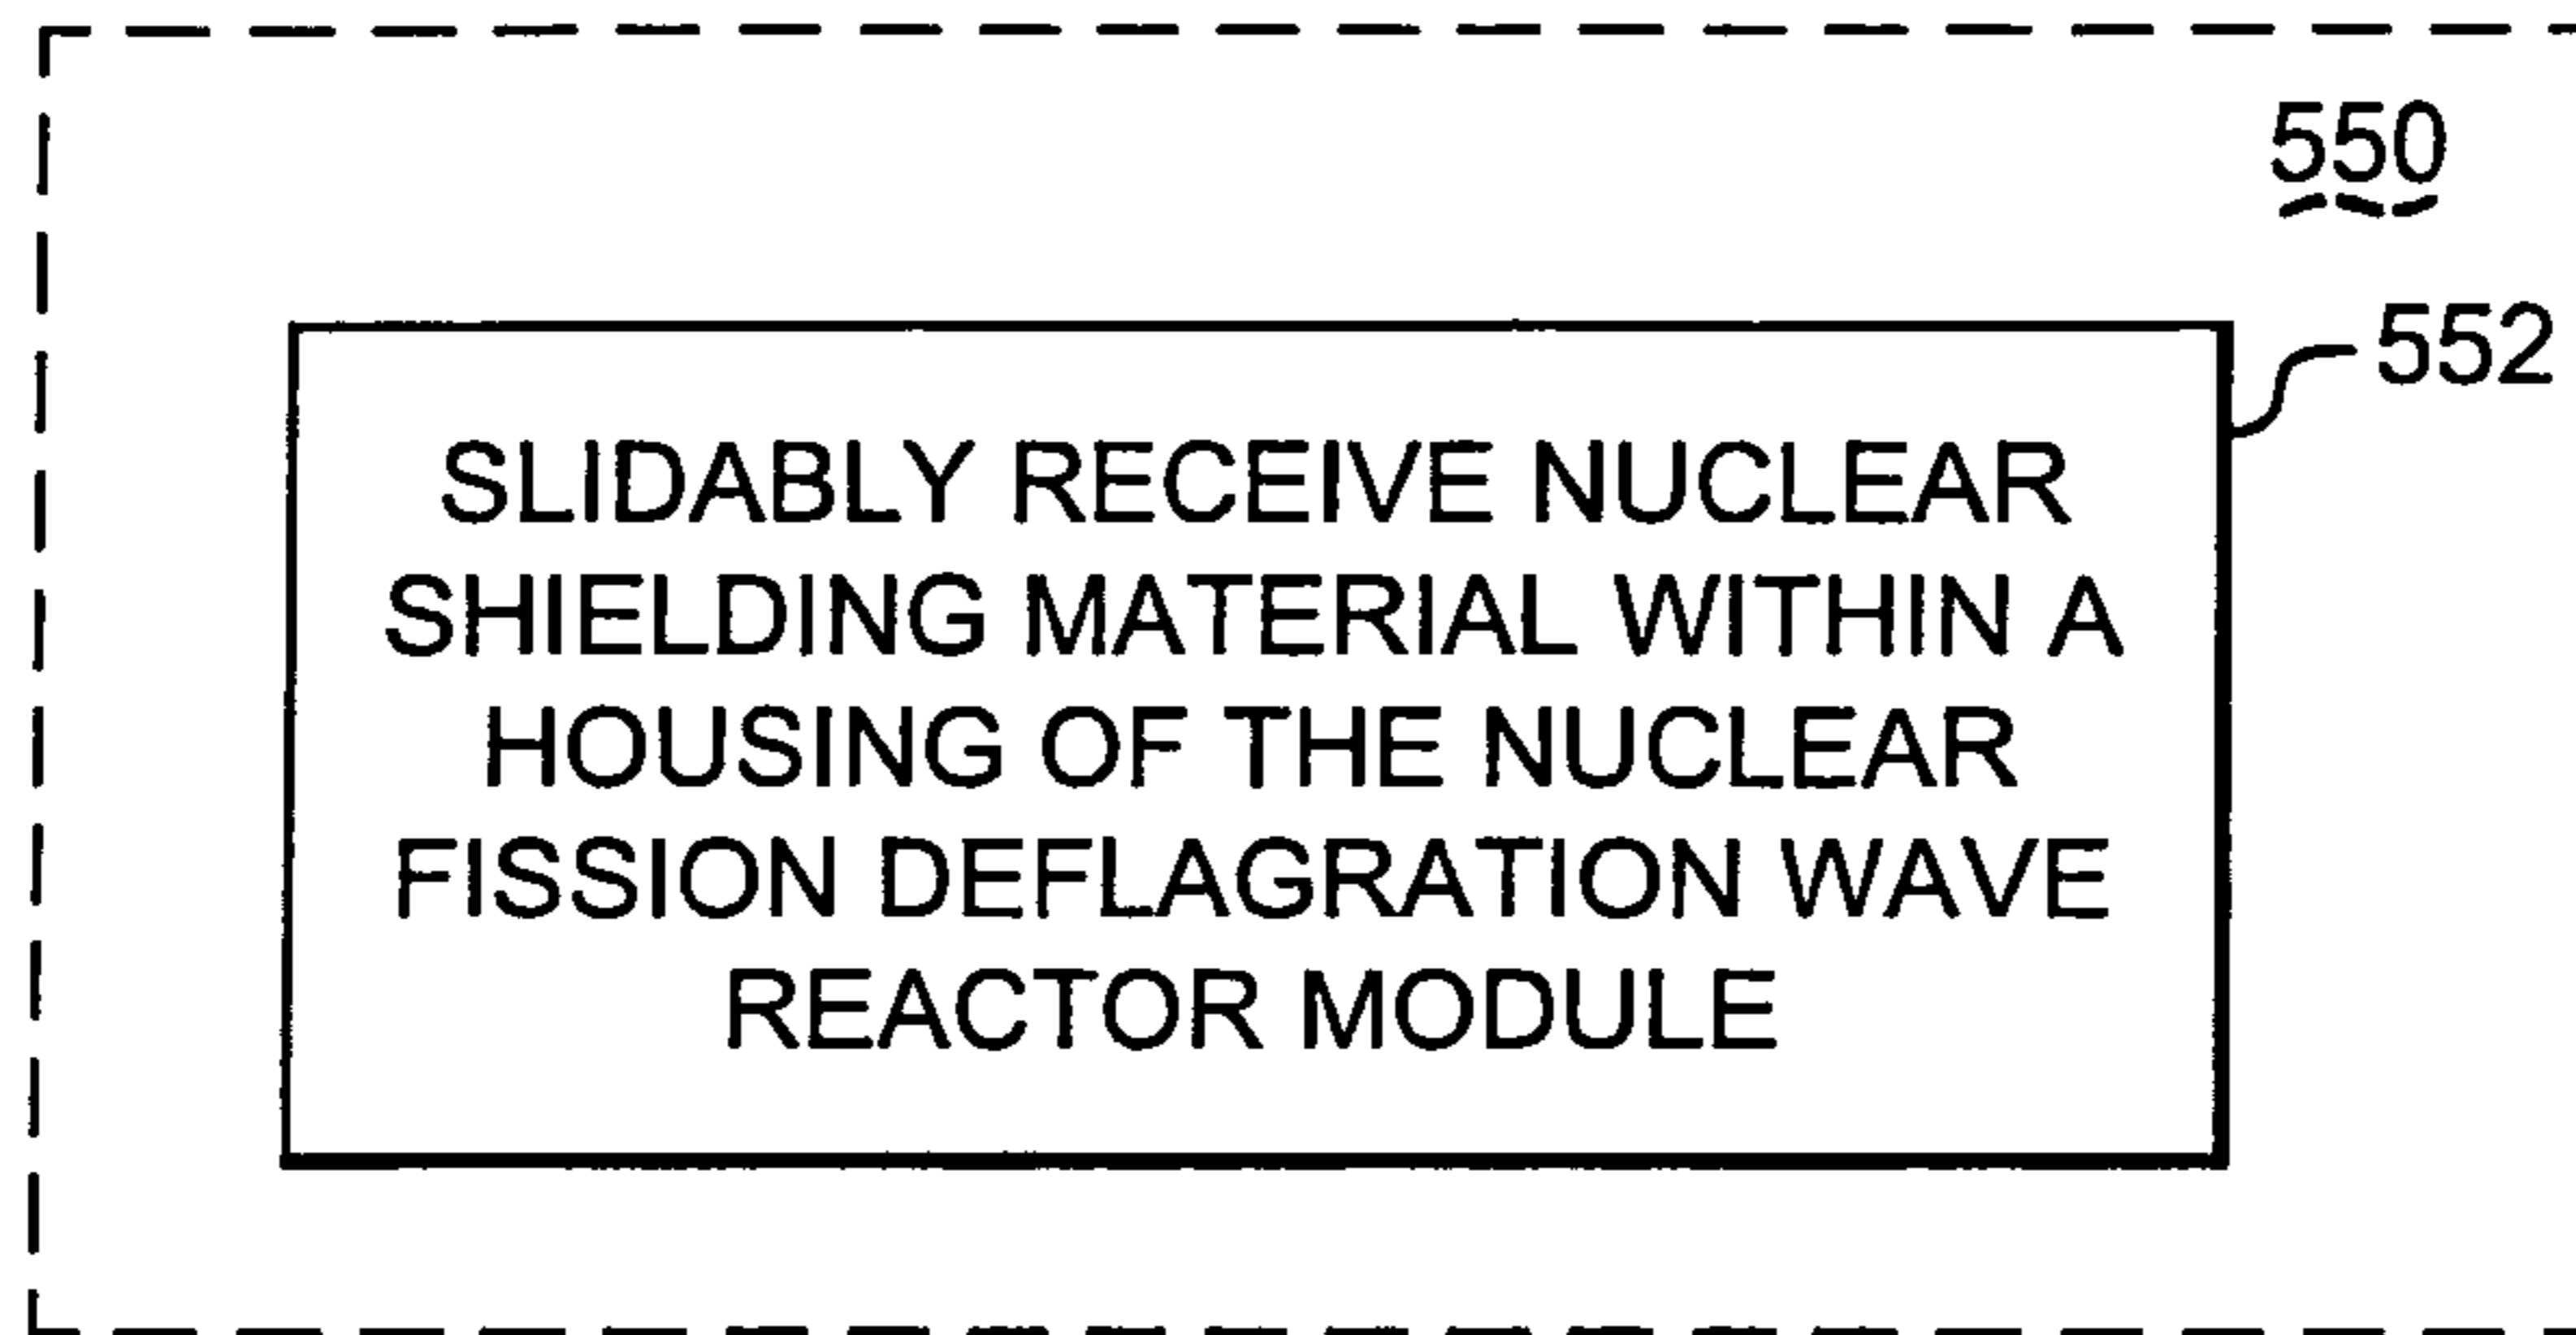 550
552
SLIDABLY RECEIVE NUCLEAR
SHIELDING MATERIAL WITHIN A
HOUSING OF THE NUCLEAR
FISSION DEFLAGRATION WAVE
REACTOR MODULE